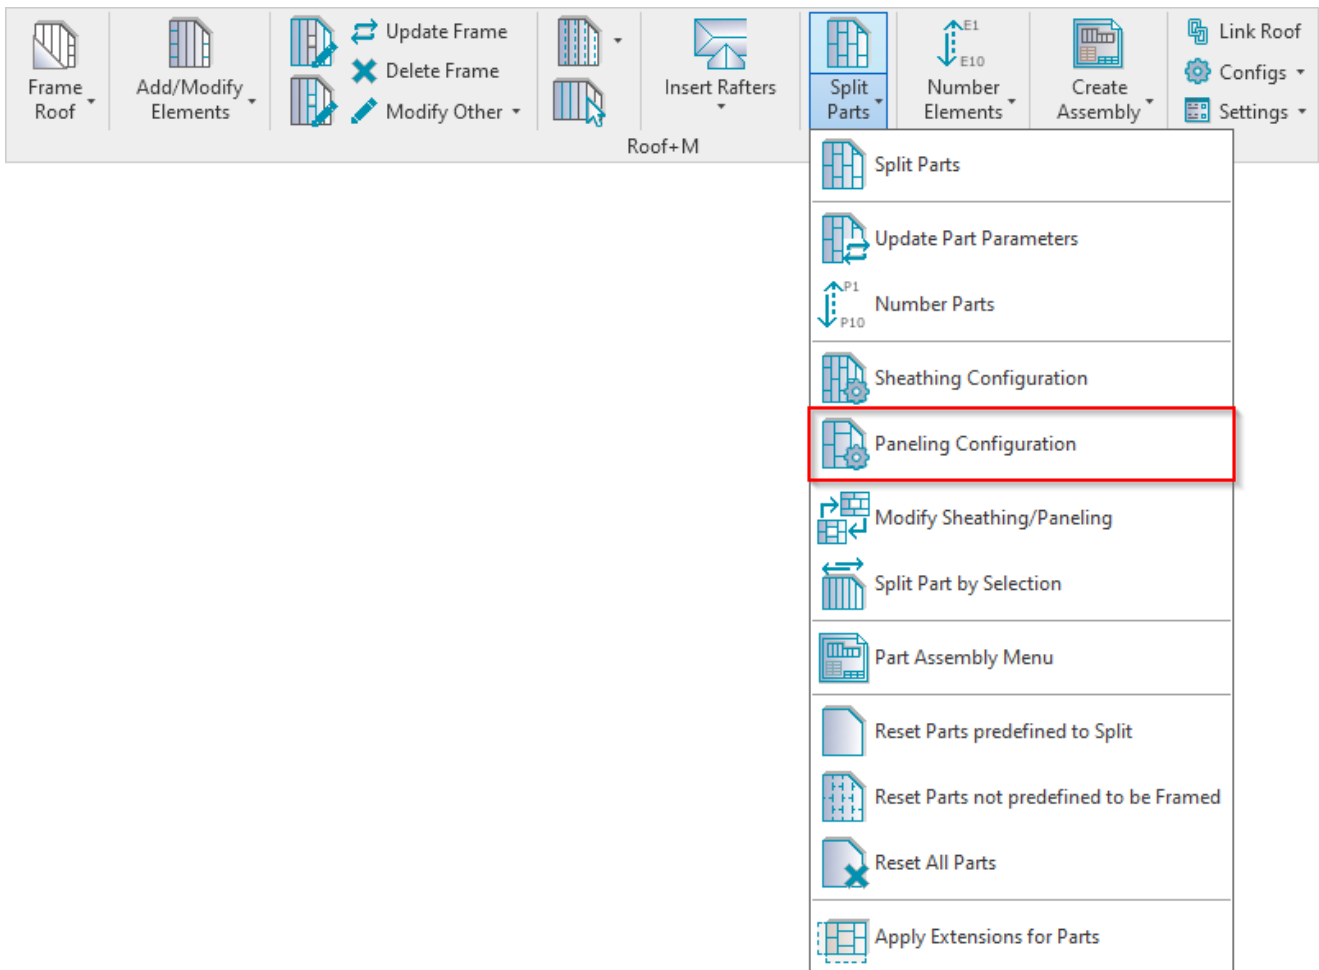 Frame
Roof
Add/Modify
Elements
Update Frame
Delete Frame
Modify Other
Insert Rafters
Split
Parts
E1
E10
Number
Elements
Create
Assembly
Link Roof
Configs
Settings
Roof+M
Split Parts
Update Part Parameters
P1
P10
Number Parts
Sheathing Configuration
Paneling Configuration
Modify Sheathing/Paneling
Split Part by Selection
Part Assembly Menu
Reset Parts predefined to Split
Reset Parts not predefined to be Framed
Reset All Parts
Apply Extensions for Parts